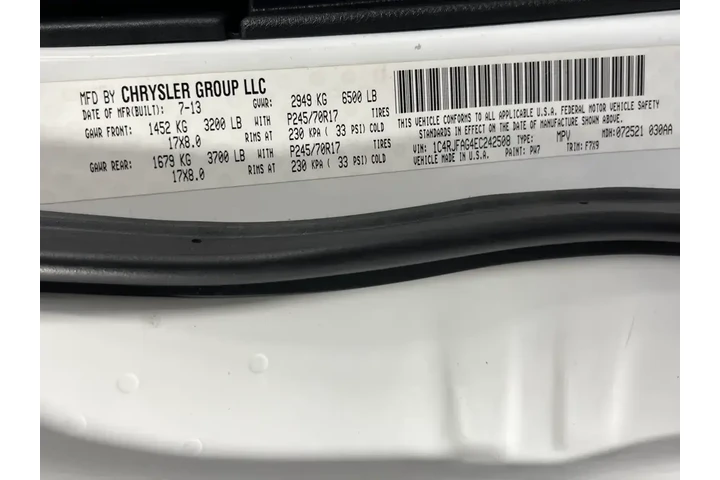 MFD BY CHRYSLER GROUP LLC
DATE OF MFR(BUILT): 7-13 GVWR: 2949 KG 6500 LB
GAWR FRONT: 1452 KG 3200 LB WITH P245/70R17 TIRES
17X8.0 RIMS AT 230 KPA ( 33 PSI) COLD
GAWR REAR: 1679 KG 3700 LB WITH P245/70R17 TIRES
17X8.0 RIMS AT 230 KPA ( 33 PSI) COLD
THIS VEHICLE CONFORMS TO ALL APPLICABLE U.S.A. FEDERAL MOTOR VEHICLE SAFETY
STANDARDS IN EFFECT ON THE DATE OF MANUFACTURE SHOWN ABOVE.
VIN: 1C4RJFAG4EC242508 TYPE: MPV MDH: 072521 030AA
VEHICLE MADE IN U.S.A. PAINT: PW7 TRIM: F7X9